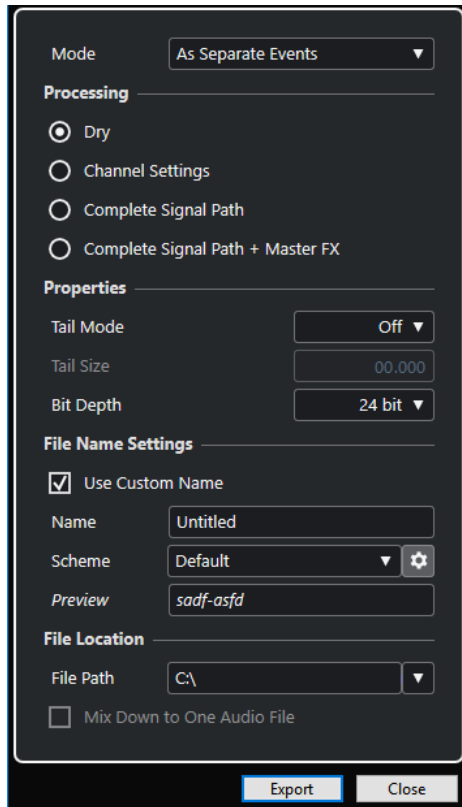 Mode As Separate Events
Processing
Dry
Channel Settings
Complete Signal Path
Complete Signal Path + Master FX
Properties
Tail Mode Off
Tail Size 00.000
Bit Depth 24 bit
File Name Settings
Use Custom Name
Name Untitled
Scheme Default
Preview sadf-asfd
File Location
File Path C:\
Mix Down to One Audio File
Export Close